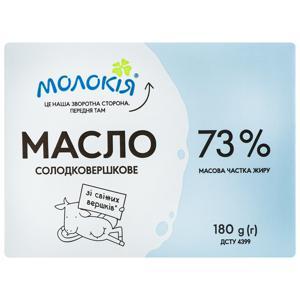 МОЛОКІЯ
ЦЕ НАША ЗВОРОТНА СТОРОНА.
ПЕРЕДНЯ ТАМ
МАСЛО
СОЛОДКОВЕРШКОВЕ
73%
МАСОВА ЧАСТКА ЖИРУ
зі свіжих
вершків*
180 g (г)
ДСТУ 4399